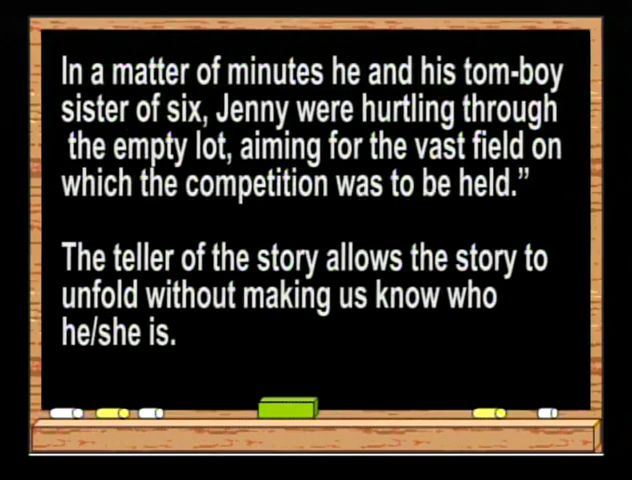 In a matter of minutes he and his tom-boy
sister of six, Jenny were hurtling through
the empty lot, aiming for the vast field on
which the competition was to be held.”
The teller of the story allows the story to
unfold without making us know who
he/she is.